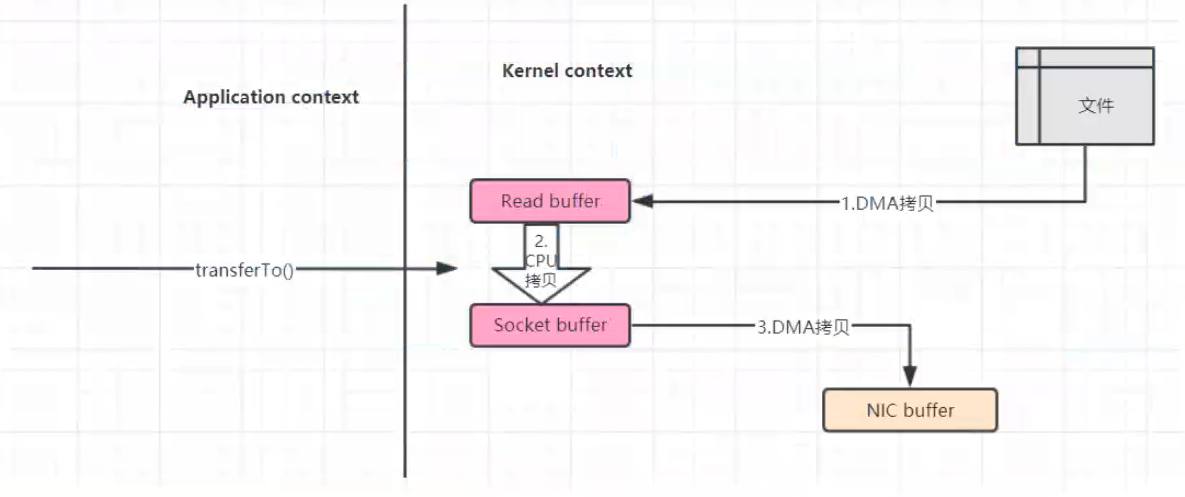 Kernel context
Application context
文件
Read buffer
1.DMA拷贝
2.
CPU
拷贝
transferTo()
Socket buffer
3.DMA拷贝
NIC buffer